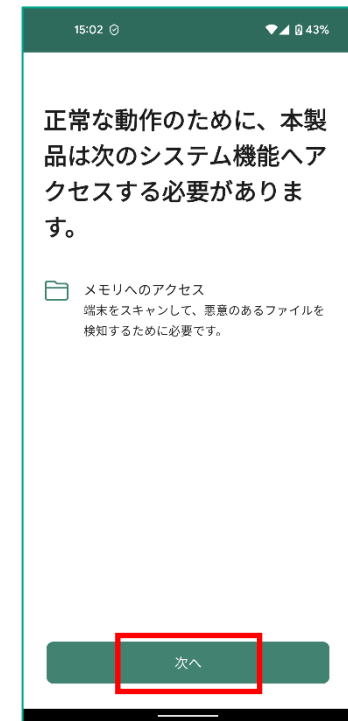 15:02 43%
正常な動作のために、本製
品は次のシステム機能へア
クセスする必要がありま
す。
メモリへのアクセス
端末をスキャンして、悪意のあるファイルを
検知するために必要です。
次へ